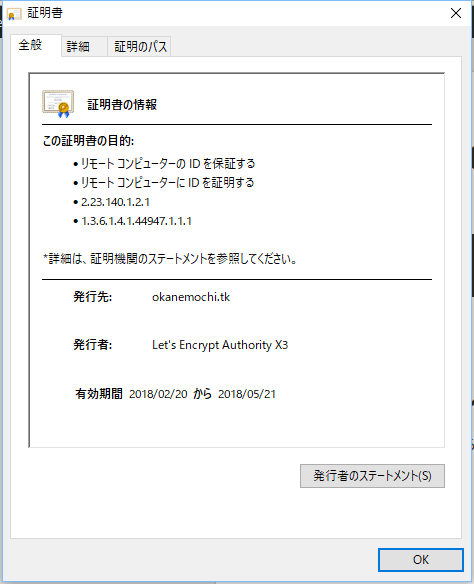 証明書
全般 詳細 証明のパス
証明書の情報
この証明書の目的:
• リモート コンピューターの ID を保証する
• リモート コンピューターに ID を証明する
• 2.23.140.1.2.1
• 1.3.6.1.4.1.44947.1.1.1
*詳細は、証明機関のステートメントを参照してください。
発行先: okanemochi.tk
発行者: Let's Encrypt Authority X3
有効期間 2018/02/20 から 2018/05/21
発行者のステートメント(S)
OK